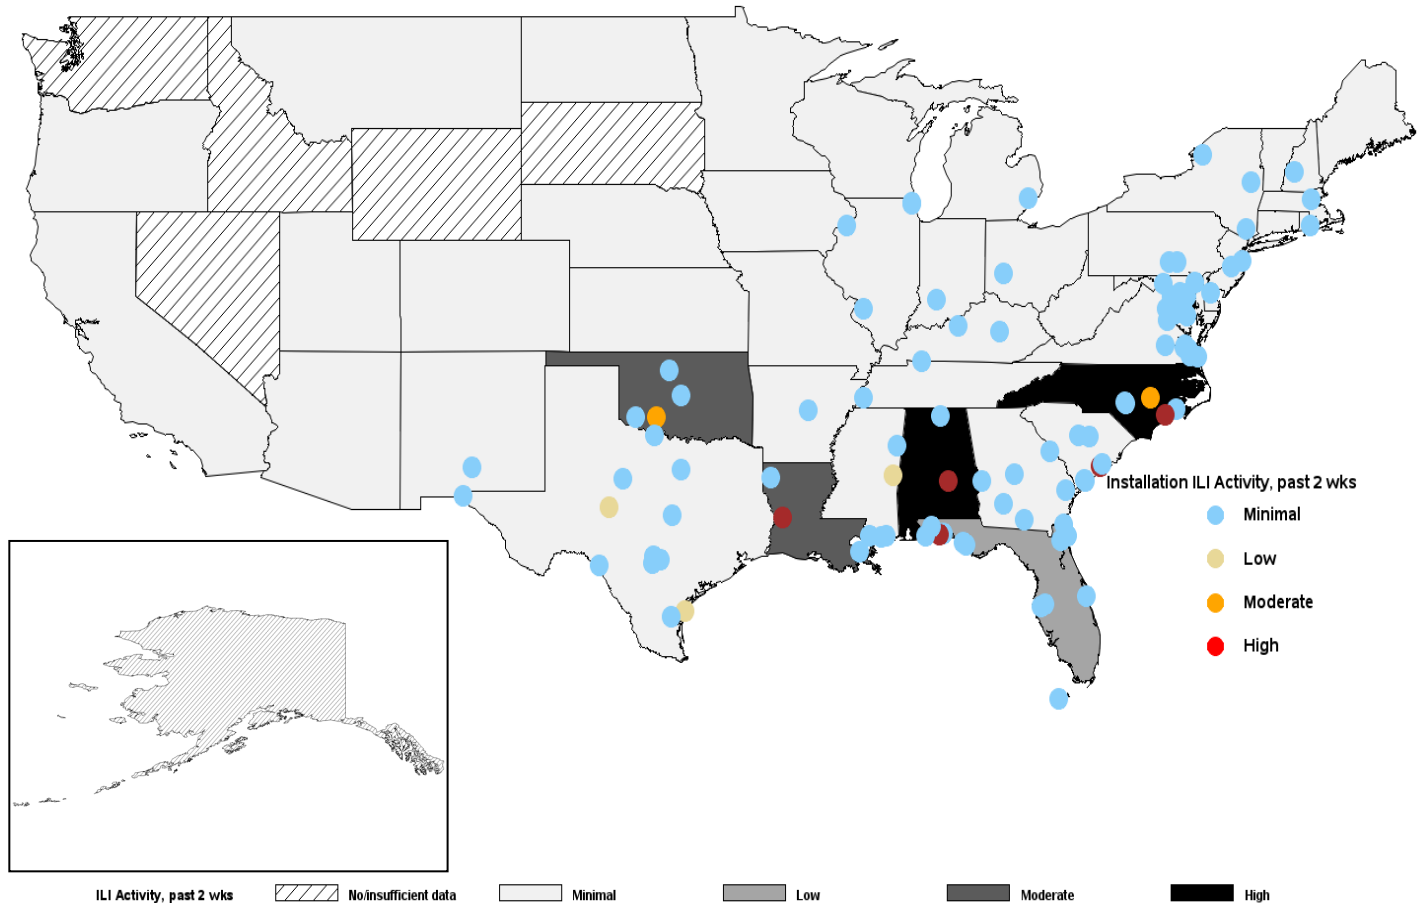 Installation ILI Activity, past 2 wks
Minimal
Low
Moderate
High
ILI Activity, past 2 wks No/insufficient data Minimal Low Moderate High